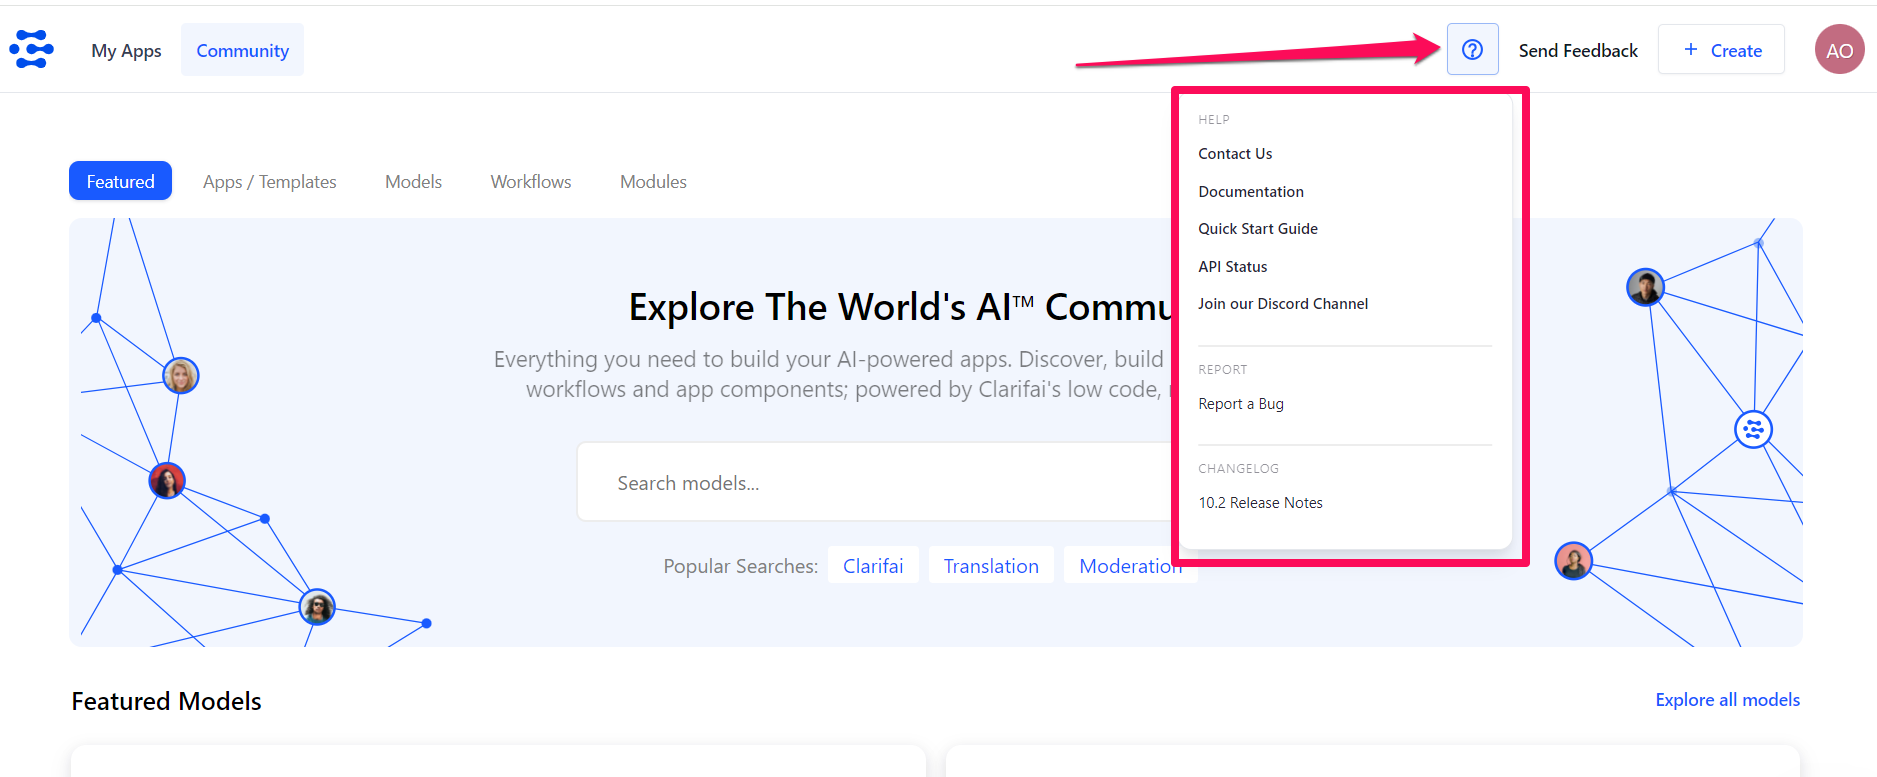 My Apps
Community
Send Feedback
+ Create
AO
HELP
Contact Us
Documentation
Quick Start Guide
API Status
Join our Discord Channel
REPORT
Report a Bug
CHANGELOG
10.2 Release Notes
Featured
Apps / Templates
Models
Workflows
Modules
Explore The World's AI™ Commu
Everything you need to build your AI-powered apps. Discover, build
workflows and app components; powered by Clarifai's low code,
Search models...
Popular Searches:
Clarifai
Translation
Moderation
Featured Models
Explore all models